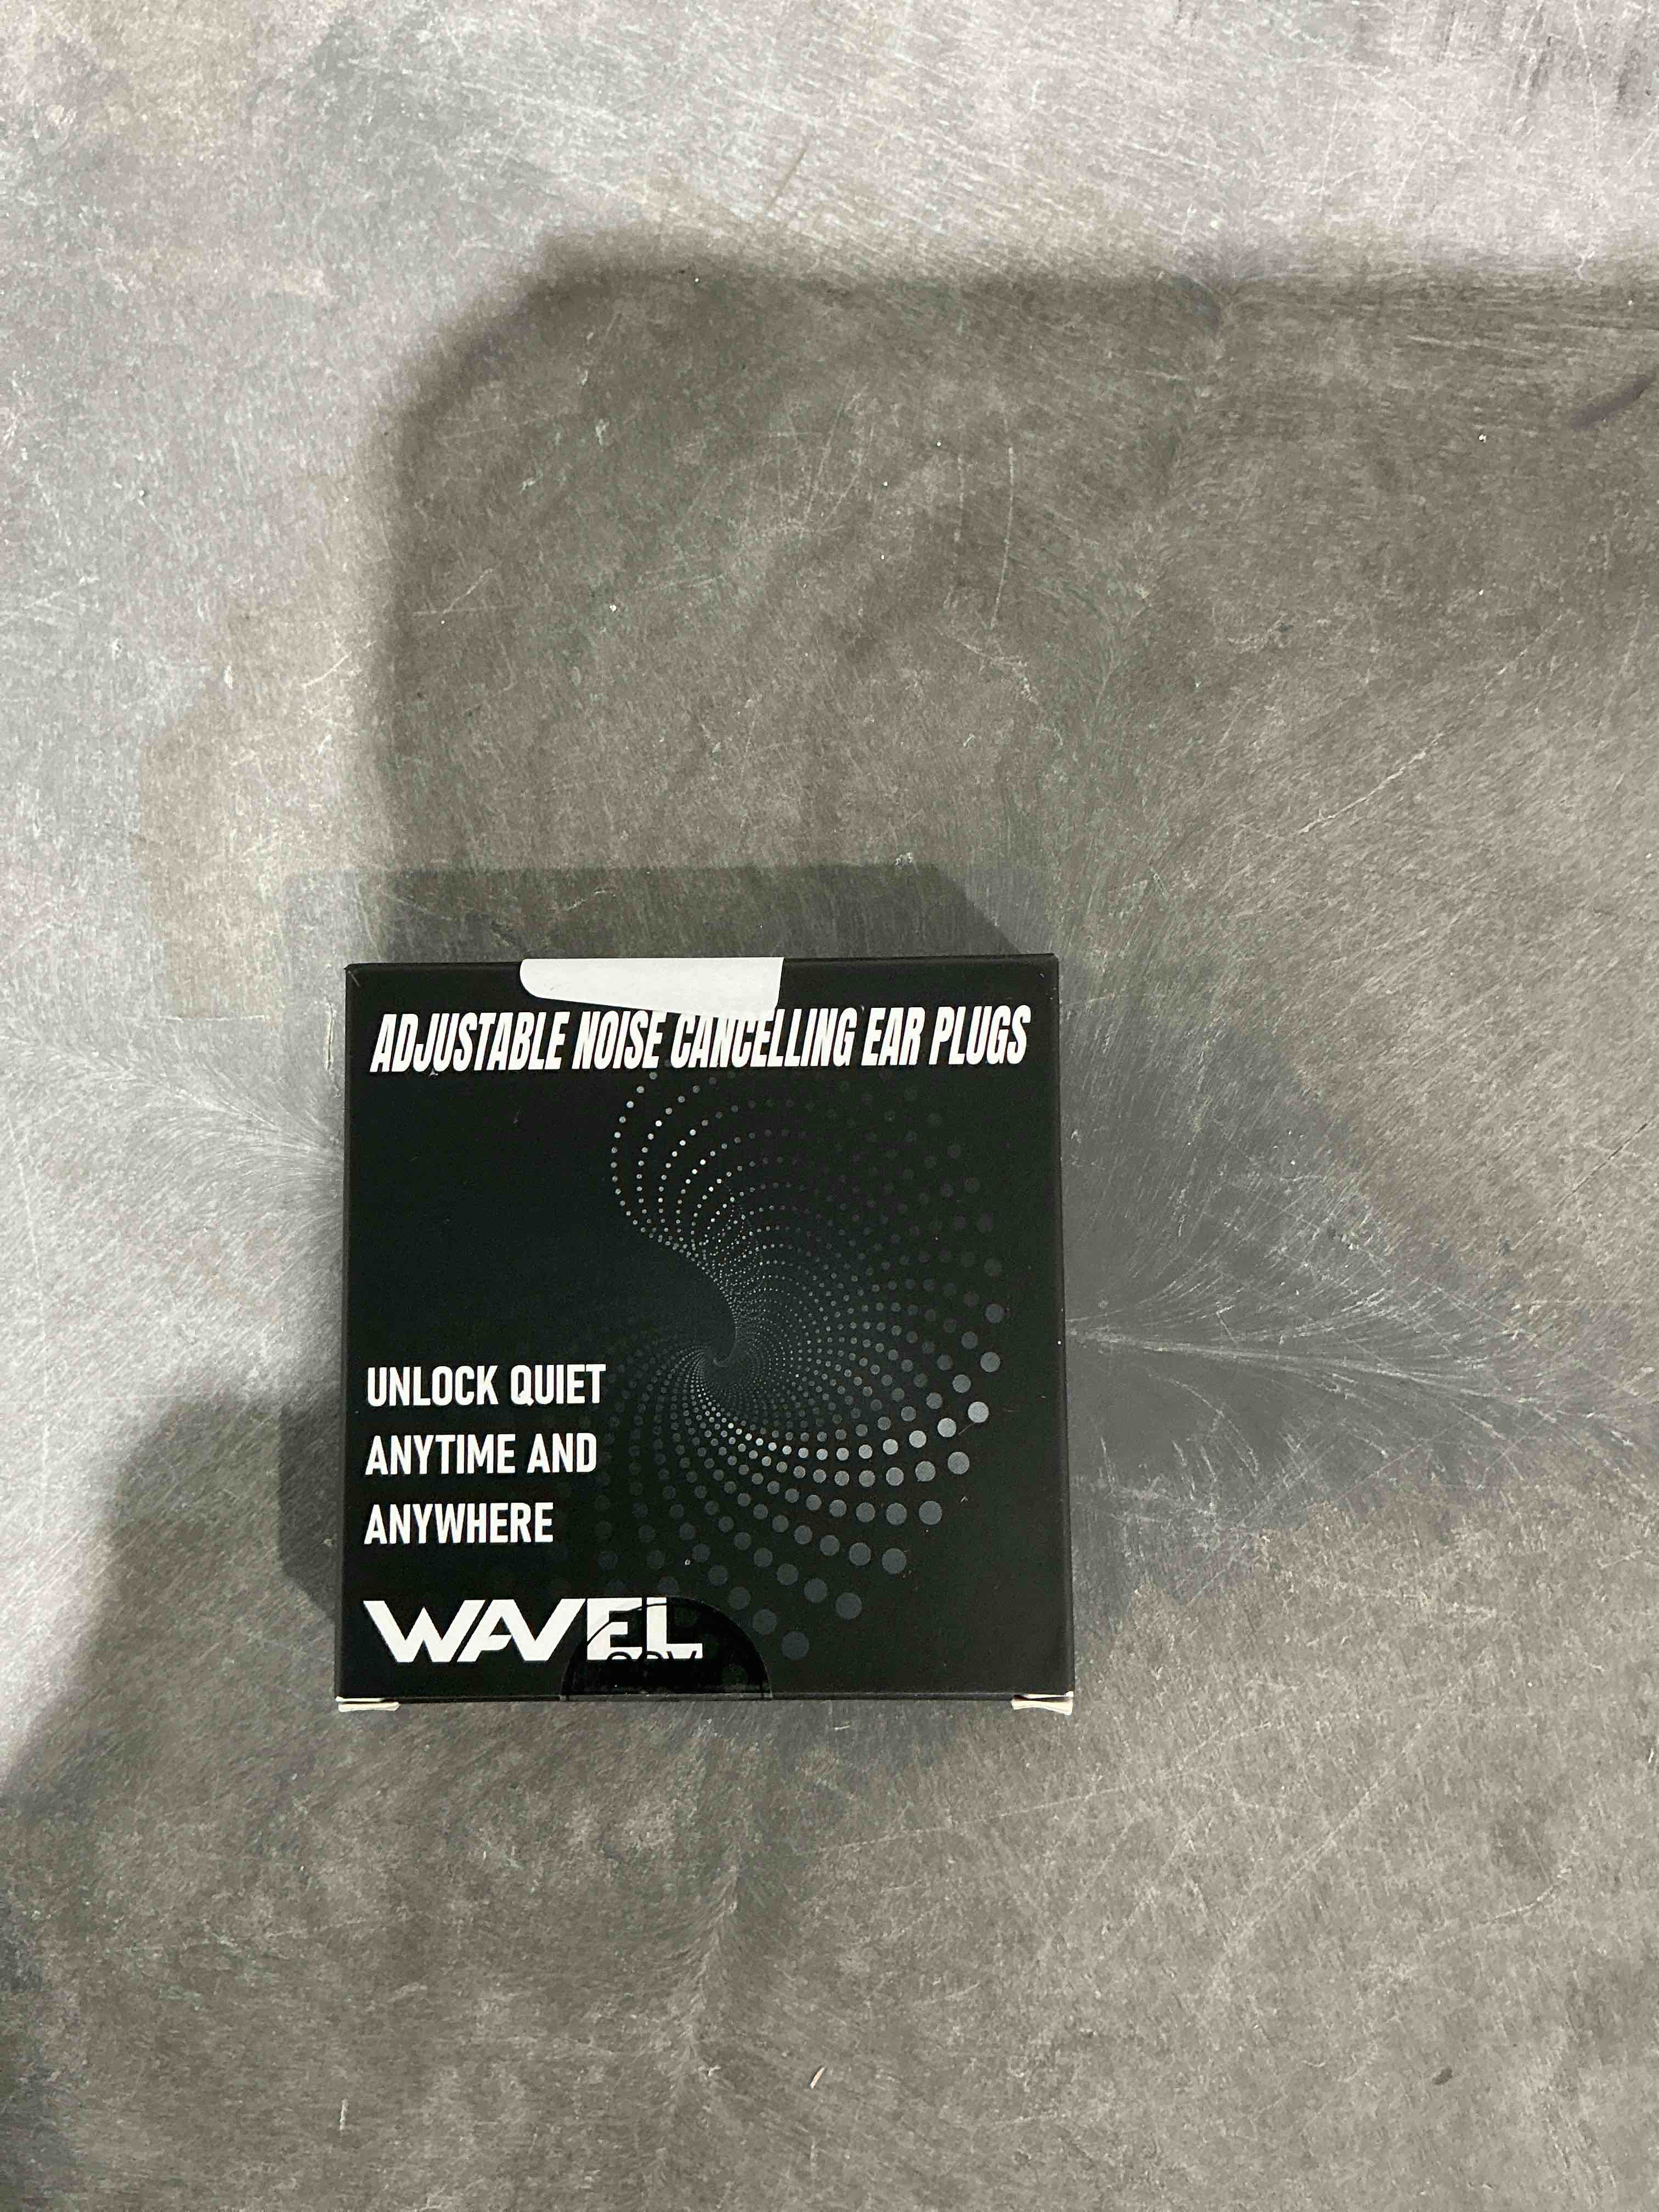 ADJUSTABLE NOISE CANCELLING EAR PLUGS
UNLOCK QUIET
ANYTIME AND
ANYWHERE
WAVEL